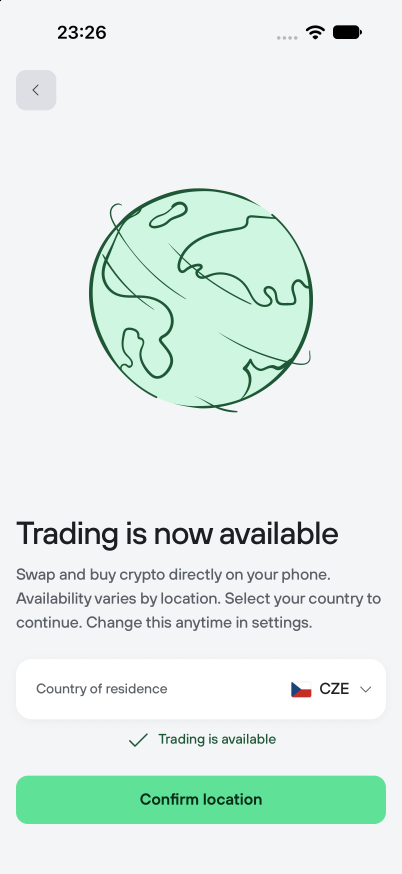 23:26
Trading is now available
Swap and buy crypto directly on your phone.
Availability varies by location. Select your country to
continue. Change this anytime in settings.
Country of residence CZE
Trading is available
Confirm location